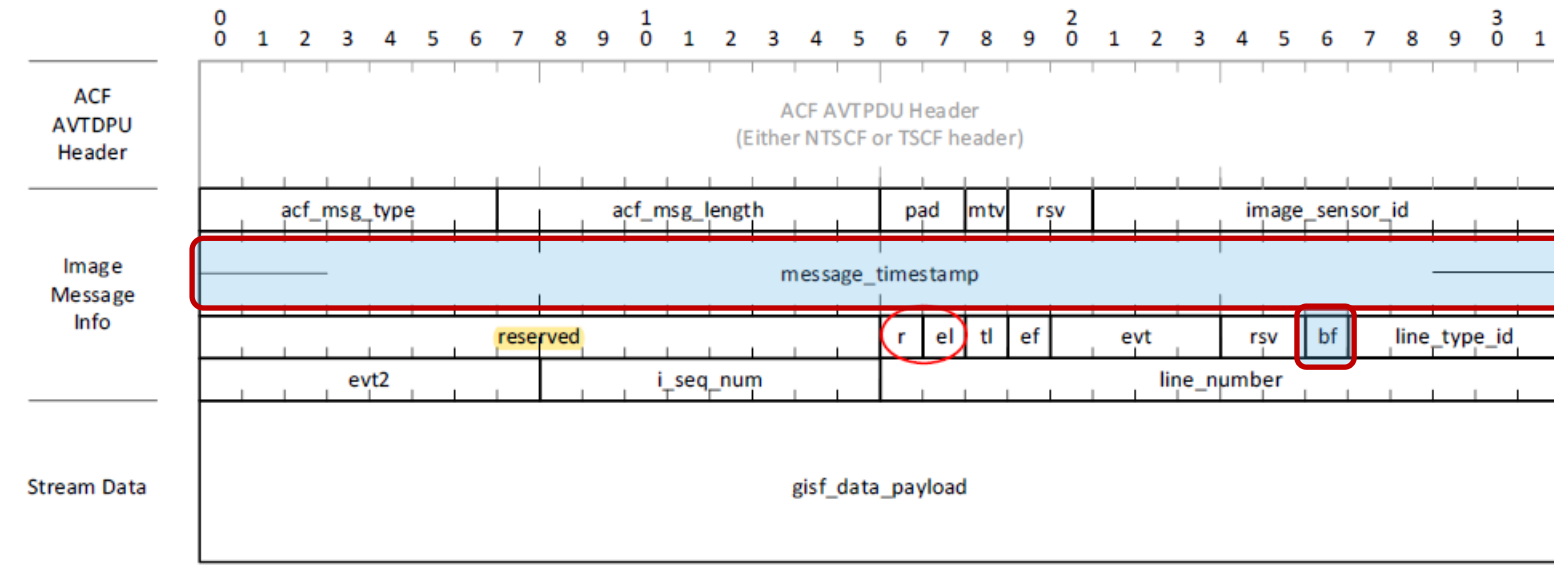 0 1 2 3
0 1 2 3 4 5 6 7 8 9 0 1 2 3 4 5 6 7 8 9 0 1 2 3 4 5 6 7 8 9 0 1
ACF
AVTDPU
Header
ACF AVTPDU Header
(Either NTSCF or TSCF header)
Image
Message
Info
acf_msg_type acf_msg_length pad mtv rsv image_sensor_id
message_timestamp
reserved r el tl ef evt rsv bf line_type_id
evt2 i_seq_num line_number
Stream Data
gisf_data_payload